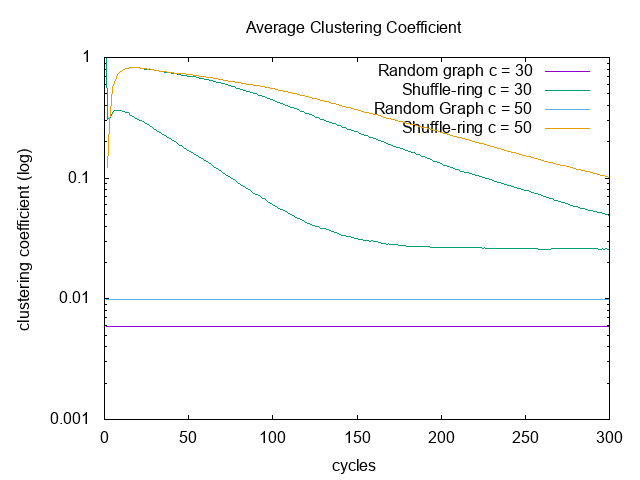 Average Clustering Coefficient
Random graph c = 30
Shuffle-ring c = 30
Random Graph c = 50
Shuffle-ring c = 50
clustering coefficient (log)
1
0.1
0.01
0.001
0 50 100 150 200 250 300
cycles